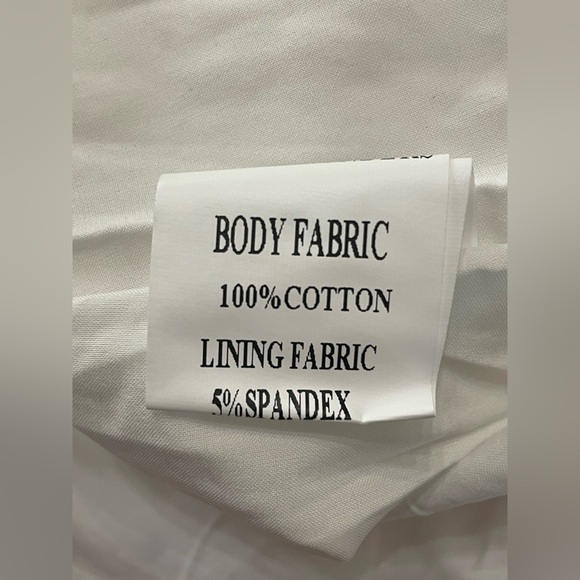 BODY FABRIC
100%COTTON
LINING FABRIC
5%SPANDEX